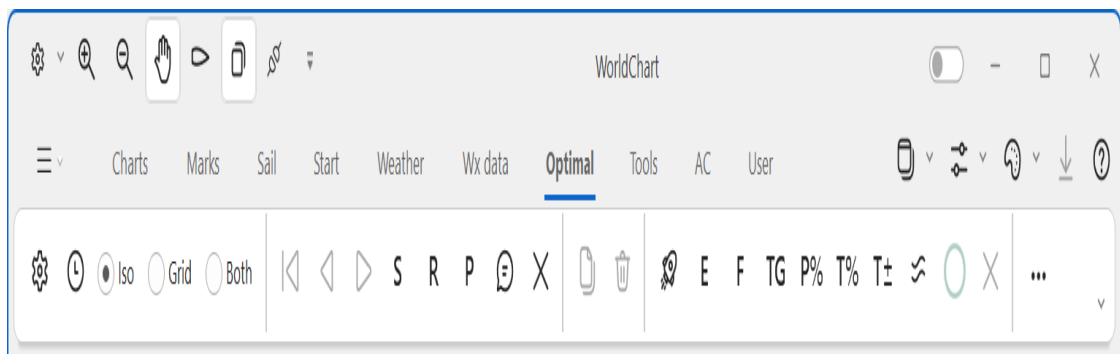 WorldChart
Charts Marks Sail Start Weather Wx data Optimal Tools AC User
Iso Grid Both S R P E F TG P% T% T± ...